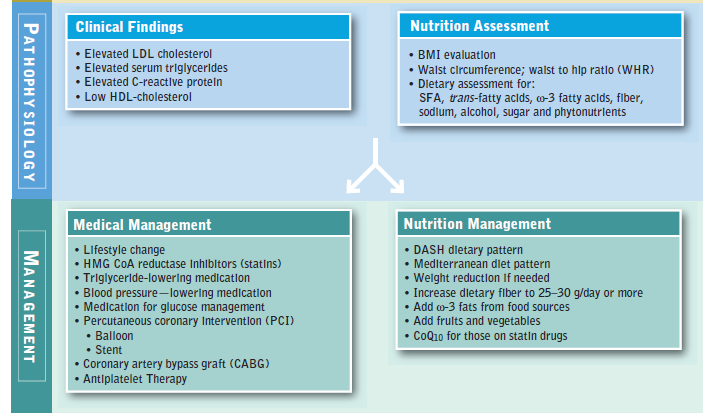 PATHOPHYSIOLOGY
Clinical Findings
• Elevated LDL cholesterol
• Elevated serum triglycerides
• Elevated C-reactive protein
• Low HDL-cholesterol
Nutrition Assessment
• BMI evaluation
• Waist circumference; waist to hip ratio (WHR)
• Dietary assessment for:
SFA, trans-fatty acids, ω-3 fatty acids, fiber,
sodium, alcohol, sugar and phytonutrients
MANAGEMENT
Medical Management
• Lifestyle change
• HMG CoA reductase inhibitors (statins)
• Triglyceride-lowering medication
• Blood pressure—lowering medication
• Medication for glucose management
• Percutaneous coronary intervention (PCI)
• Balloon
• Stent
• Coronary artery bypass graft (CABG)
• Antiplatelet Therapy
Nutrition Management
• DASH dietary pattern
• Mediterranean diet pattern
• Weight reduction if needed
• Increase dietary fiber to 25–30 g/day or more
• Add ω-3 fats from food sources
• Add fruits and vegetables
• CoQ10 for those on statin drugs